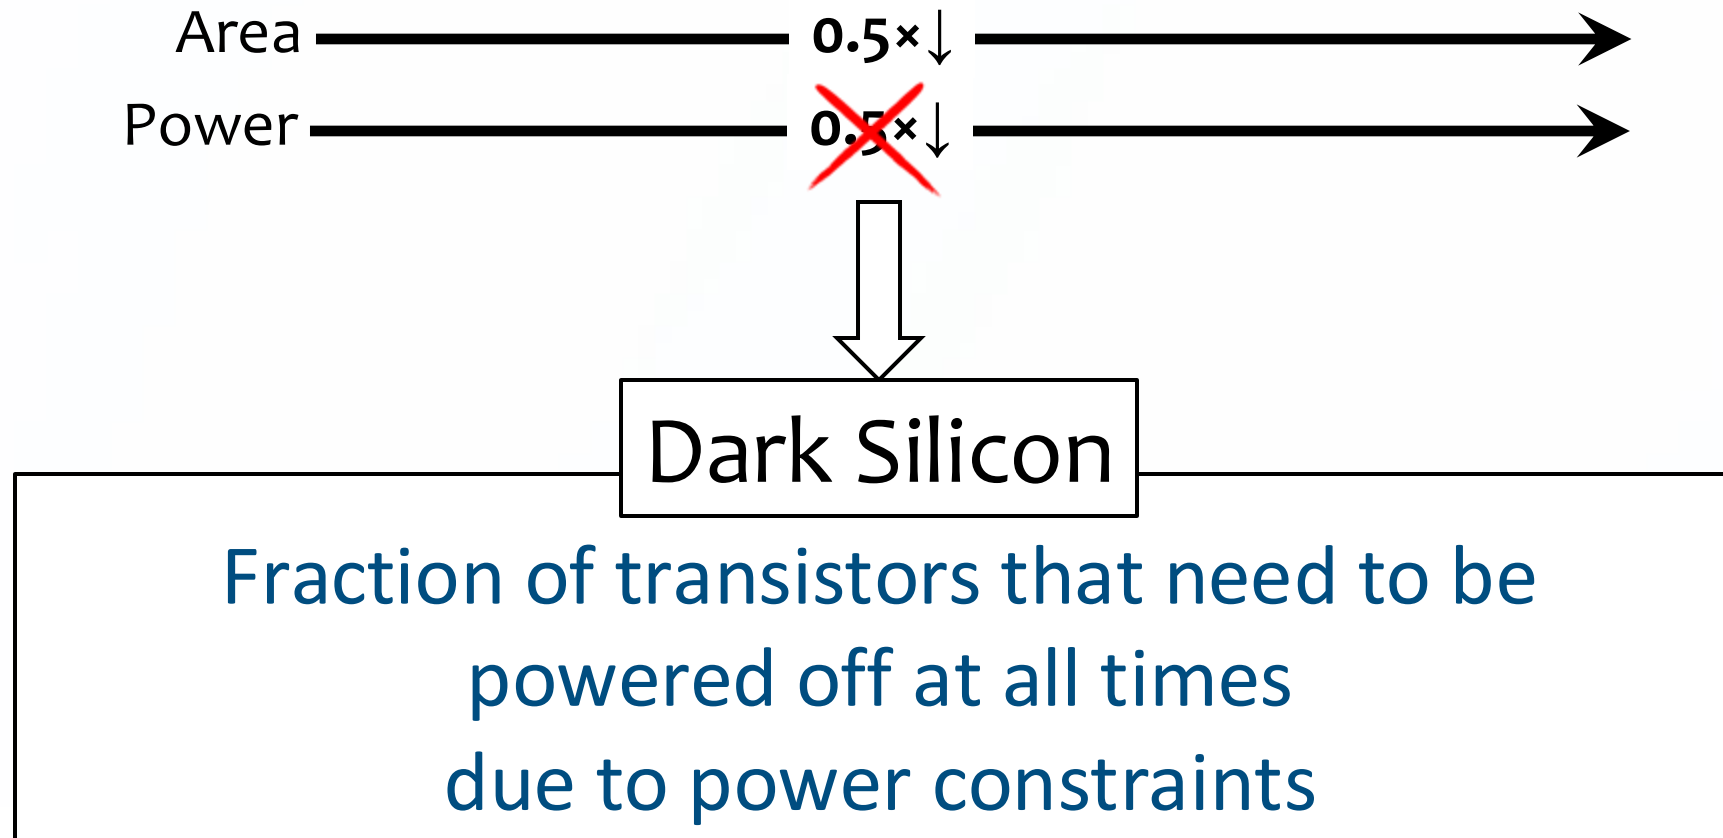 Area 0.5×↓
Power 0.5×↓
Dark Silicon
Fraction of transistors that need to be
powered off at all times
due to power constraints